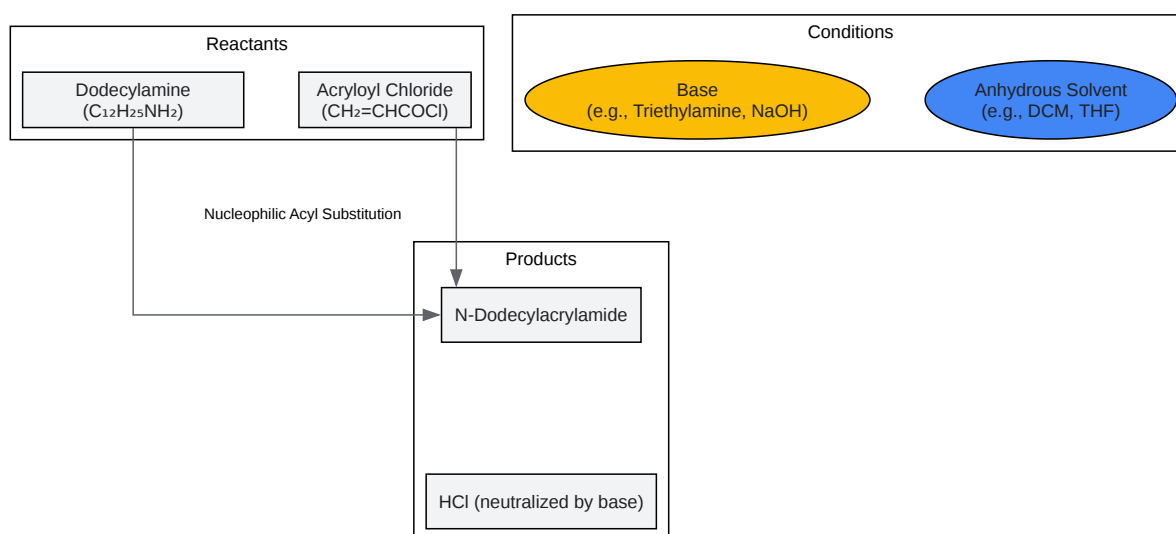 Reactants
Dodecylamine
(C₁₂H₂₅NH₂)
Acryloyl Chloride
(CH₂=CHCOCl)
Conditions
Base
(e.g., Triethylamine, NaOH)
Anhydrous Solvent
(e.g., DCM, THF)
Nucleophilic Acyl Substitution
Products
N-Dodecylacrylamide
HCl (neutralized by base)